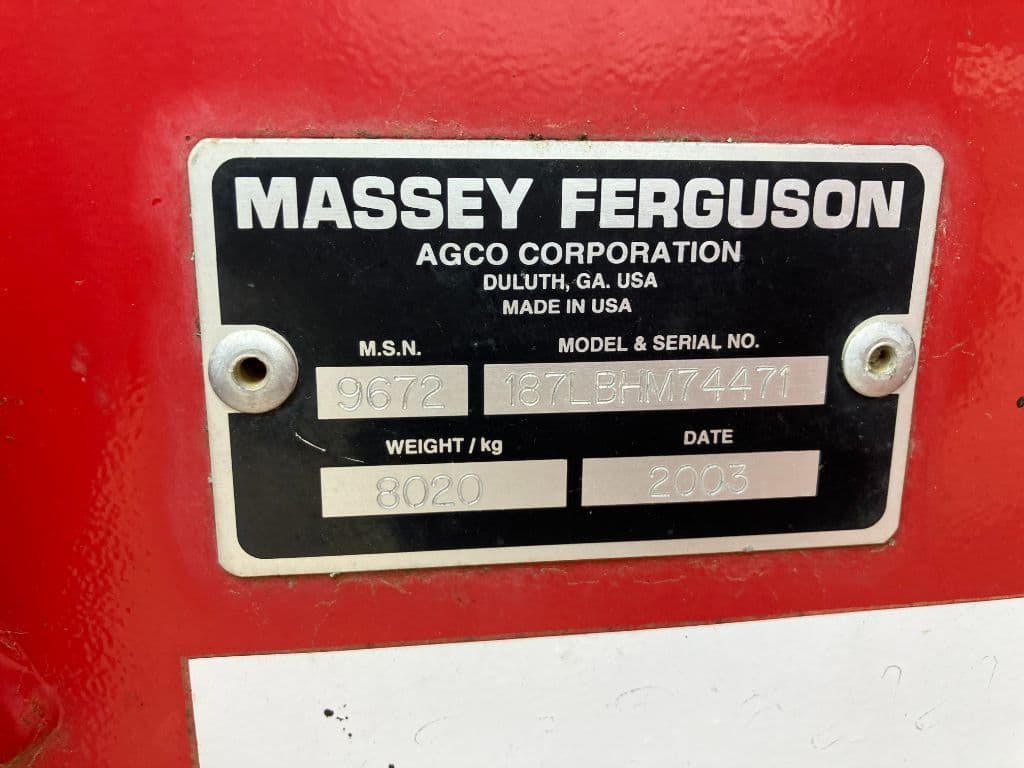 MASSEY FERGUSON
AGCO CORPORATION
DULUTH, GA. USA
MADE IN USA
M.S.N. MODEL & SERIAL NO.
9672 187LBHM74471
WEIGHT / kg DATE
8020 2003